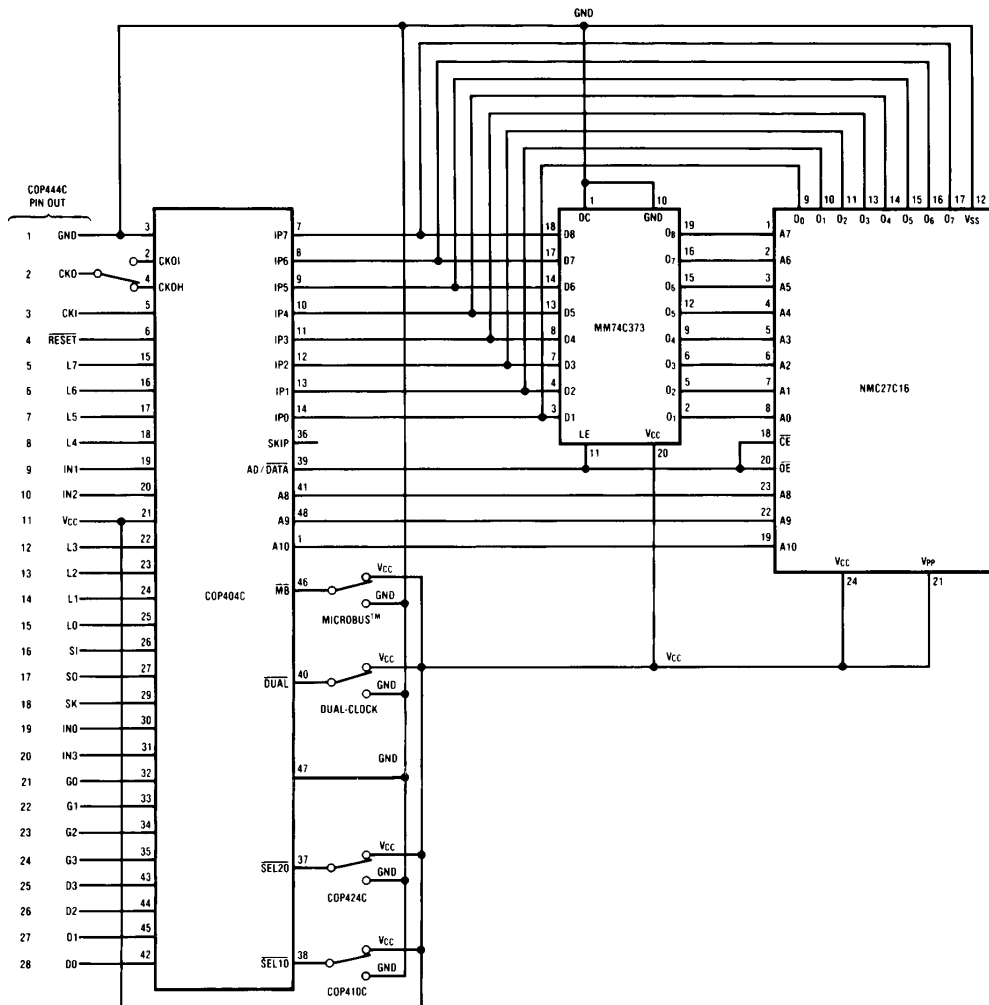 GND
COP444C
PIN OUT
1 GND 3
2 CKO 2 CKOI
4 CKOH
3 CKI 5
4 RESET 6
5 L7 15
6 L6 16
7 L5 17
8 L4 18
9 IN1 19
10 IN2 20
11 VCC 21
12 L3 22
13 L2 23
14 L1 24
15 L0 25
16 SI 26
17 SO 27
18 SK 29
19 IN0 30
20 IN3 31
21 G0 32
22 G1 33
23 G2 34
24 G3 35
25 D3 43
26 D2 44
27 D1 45
28 D0 42
COP404C
IP7 7
IP6 8
IP5 9
IP4 10
IP3 11
IP2 12
IP1 13
IP0 14
SKIP 36
AD/DATA 39
A8 41
A9 48
A10 1
MB 46
VCC
GND
MICROBUS™
DUAL 40
VCC
GND
DUAL-CLOCK
GND
47
SEL20 37
VCC
GND
COP424C
SEL10 38
VCC
GND
COP410C
1 10
OC GND
18 D8 O8 19
17 D7 O7 16
14 D6 O6 15
13 D5 O5 12
8 D4 O4 9
7 D3 O3 6
4 D2 O2 5
3 D1 O1 2
MM74C373
LE VCC
11 20
VCC
9 10 11 13 14 15 16 17 12
O0 O1 O2 O3 O4 O5 O6 O7 VSS
1 A7
2 A6
3 A5
4 A4
5 A3
6 A2
7 A1
8 A0
18 CE
20 OE
23 A8
22 A9
19 A10
NMC27C16
VCC VPP
24 21